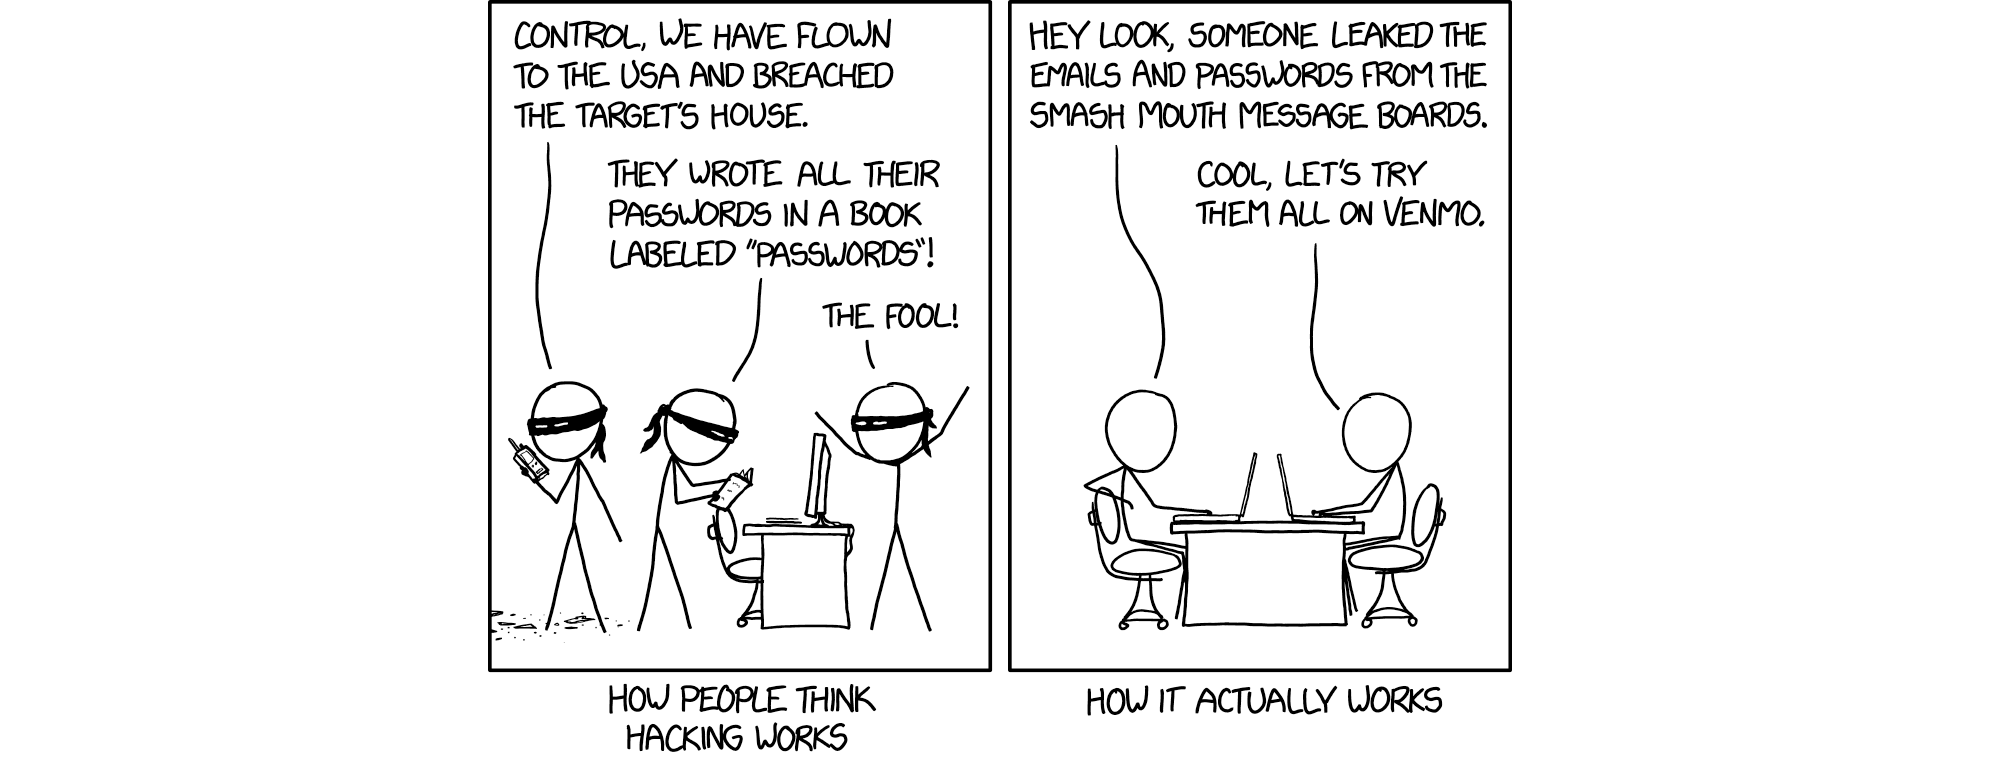 CONTROL, WE HAVE FLOWN
TO THE USA AND BREACHED
THE TARGET'S HOUSE.
THEY WROTE ALL THEIR
PASSWORDS IN A BOOK
LABELED "PASSWORDS"!
THE FOOL!
HOW PEOPLE THINK
HACKING WORKS
HEY LOOK, SOMEONE LEAKED THE
EMAILS AND PASSWORDS FROM THE
SMASH MOUTH MESSAGE BOARDS.
COOL, LET'S TRY
THEM ALL ON VENMO.
HOW IT ACTUALLY WORKS